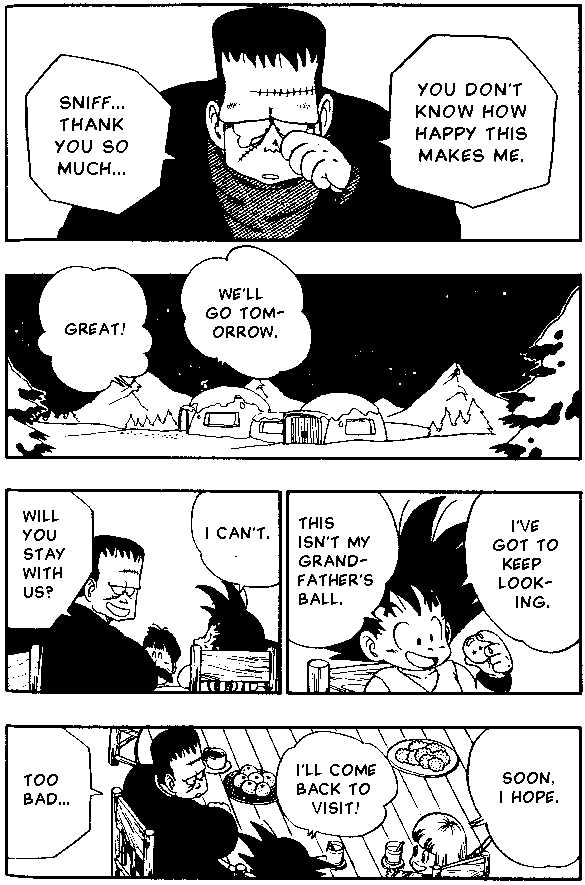 SNIFF...
THANK
YOU SO
MUCH...
YOU DON'T
KNOW HOW
HAPPY THIS
MAKES ME.
GREAT!
WE'LL
GO TOM-
ORROW.
WILL
YOU
STAY
WITH
US?
I CAN'T.
THIS
ISN'T MY
GRAND-
FATHER'S
BALL.
I'VE
GOT TO
KEEP
LOOK-
ING.
TOO
BAD...
I'LL COME
BACK TO
VISIT!
SOON,
I HOPE.